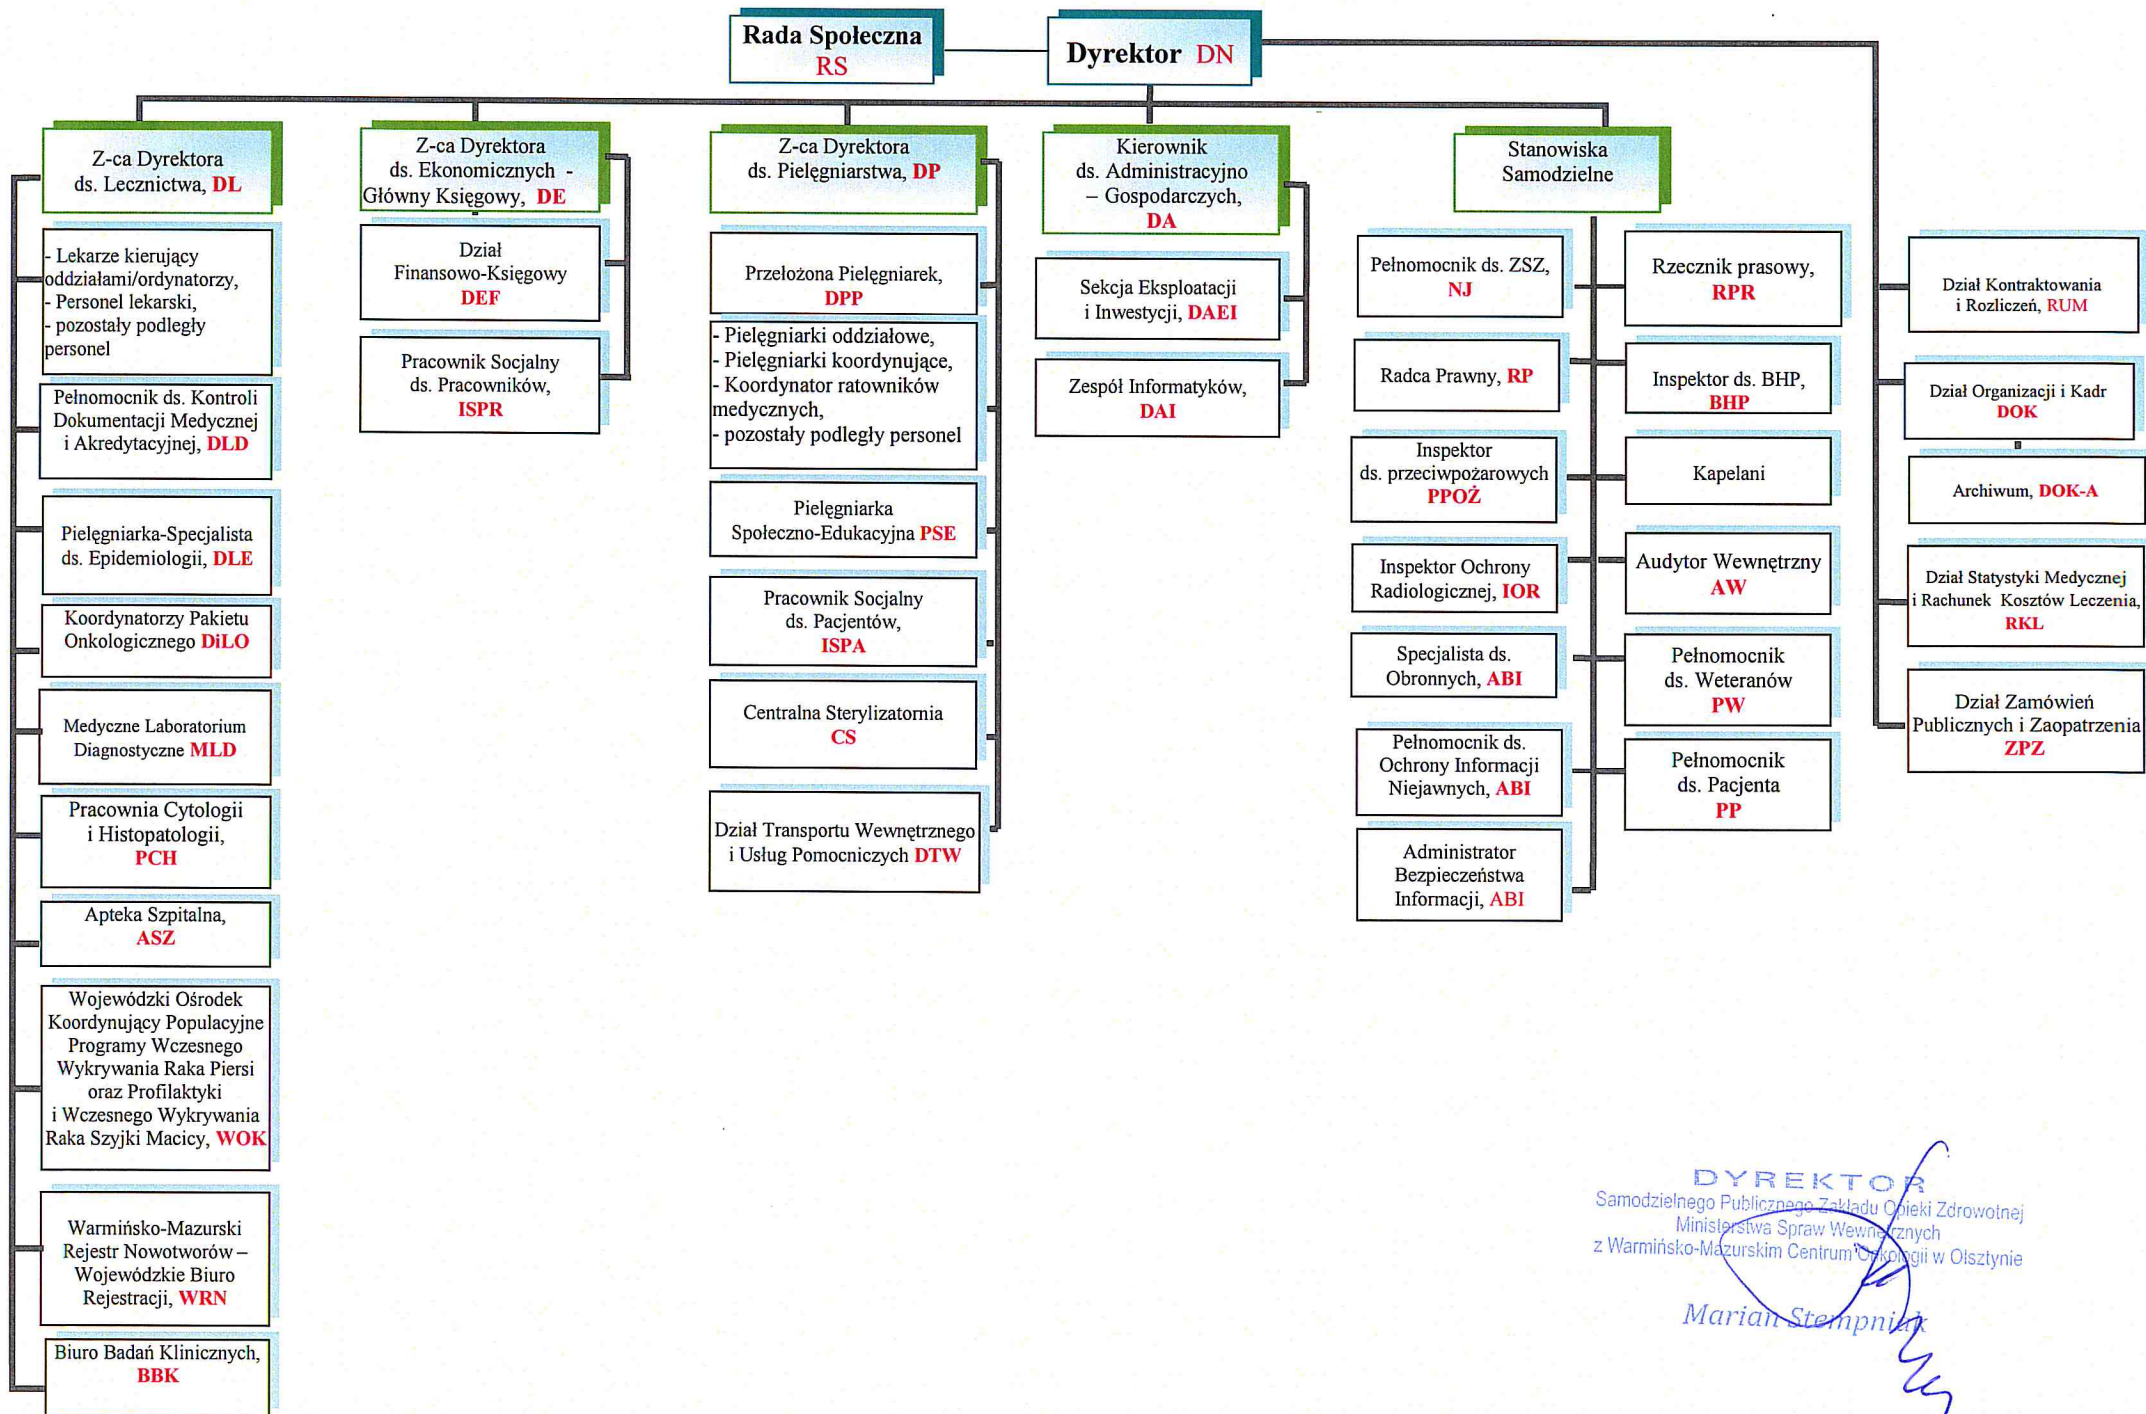 Rada Społeczna
RS
Dyrektor DN
Z-ca Dyrektora
ds. Lecznictwa, DL
- Lekarze kierujący
oddziałami/ordynatorzy,
- Personel lekarski,
- pozostały podległy
personel
Pełnomocnik ds. Kontroli
Dokumentacji Medycznej
i Akredytacyjnej, DLD
Pielęgniarka-Specjalista
ds. Epidemiologii, DLE
Koordynatorzy Pakietu
Onkologicznego DiLO
Medyczne Laboratorium
Diagnostyczne MLD
Pracownia Cytologii
i Histopatologii,
PCH
Apteka Szpitalna,
ASZ
Wojewódzki Ośrodek
Koordynujący Populacyjne
Programy Wczesnego
Wykrywania Raka Piersi
oraz Profilaktyki
i Wczesnego Wykrywania
Raka Szyjki Macicy, WOK
Warmińsko-Mazurski
Rejestr Nowotworów –
Wojewódzkie Biuro
Rejestracji, WRN
Biuro Badań Klinicznych,
BBK
Z-ca Dyrektora
ds. Ekonomicznych -
Główny Księgowy, DE
Dział
Finansowo-Księgowy
DEF
Pracownik Socjalny
ds. Pracowników,
ISPR
Z-ca Dyrektora
ds. Pielęgniarstwa, DP
Przełożona Pielęgniarek,
DPP
- Pielęgniarki oddziałowe,
- Pielęgniarki koordynujące,
- Koordynator ratowników
medycznych,
- pozostały podległy personel
Pielęgniarka
Społeczno-Edukacyjna PSE
Pracownik Socjalny
ds. Pacjentów,
ISPA
Centralna Sterylizatornia
CS
Dział Transportu Wewnętrznego
i Usług Pomocniczych DTW
Kierownik
ds. Administracyjno
– Gospodarczych,
DA
Sekcja Eksploatacji
i Inwestycji, DAEI
Zespół Informatyków,
DAI
Stanowiska
Samodzielne
Pełnomocnik ds. ZSZ,
NJ
Radca Prawny, RP
Inspektor
ds. przeciwpożarowych
PPOŻ
Inspektor Ochrony
Radiologicznej, IOR
Specjalista ds.
Obronnych, ABI
Pełnomocnik ds.
Ochrony Informacji
Niejawnych, ABI
Administrator
Bezpieczeństwa
Informacji, ABI
Rzecznik prasowy,
RPR
Inspektor ds. BHP,
BHP
Kapelani
Audytor Wewnętrzny
AW
Pełnomocnik
ds. Weteranów
PW
Pełnomocnik
ds. Pacjenta
PP
Dział Kontraktowania
i Rozliczeń, RUM
Dział Organizacji i Kadr
DOK
Archiwum, DOK-A
Dział Statystyki Medycznej
i Rachunek Kosztów Leczenia,
RKL
Dział Zamówień
Publicznych i Zaopatrzenia
ZPZ
DYREKTOR
Samodzielnego Publicznego Zakładu Opieki Zdrowotnej
Ministerstwa Spraw Wewnętrznych
z Warmińsko-Mazurskim Centrum Onkologii w Olsztynie
Marian Stempniak